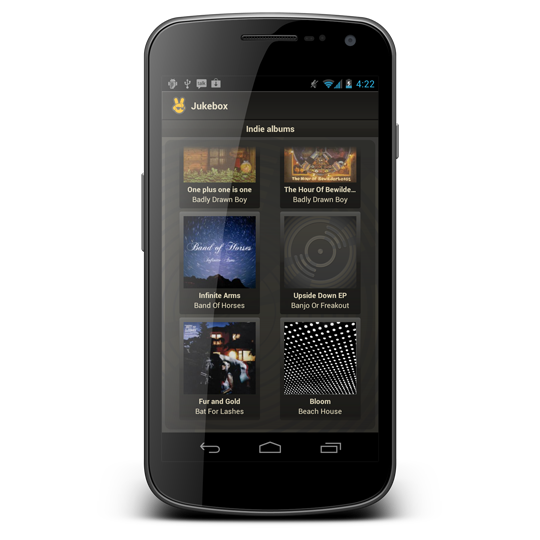 4:22
Jukebox
Indie albums
One plus one is one
Badly Drawn Boy
The Hour Of Bewilde...
Badly Drawn Boy
Band of Horses
Infinite Arms
Infinite Arms
Band Of Horses
Upside Down EP
Banjo Or Freakout
Fur and Gold
Bat For Lashes
Bloom
Beach House